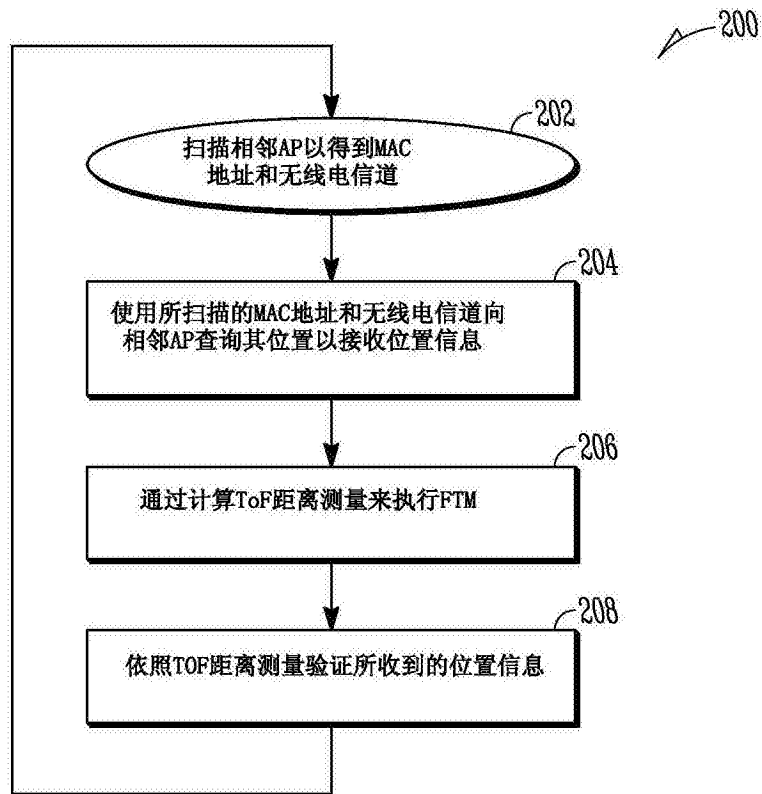 200
202
扫描相邻AP以得到MAC
地址和无线电信道
204
使用所扫描的MAC地址和无线电信道向
相邻AP查询其位置以接收位置信息
206
通过计算ToF距离测量来执行FTM
208
依照TOF距离测量验证所收到的位置信息